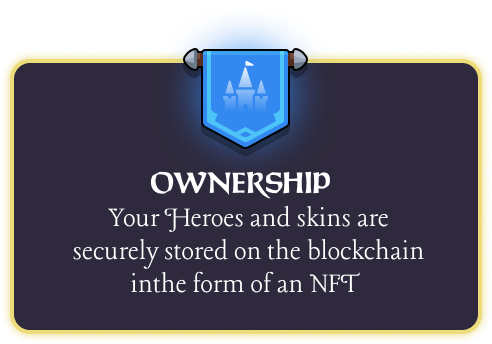 OWNERSHIP
Your Heroes and skins are
securely stored on the blockchain
inthe form of an NFT